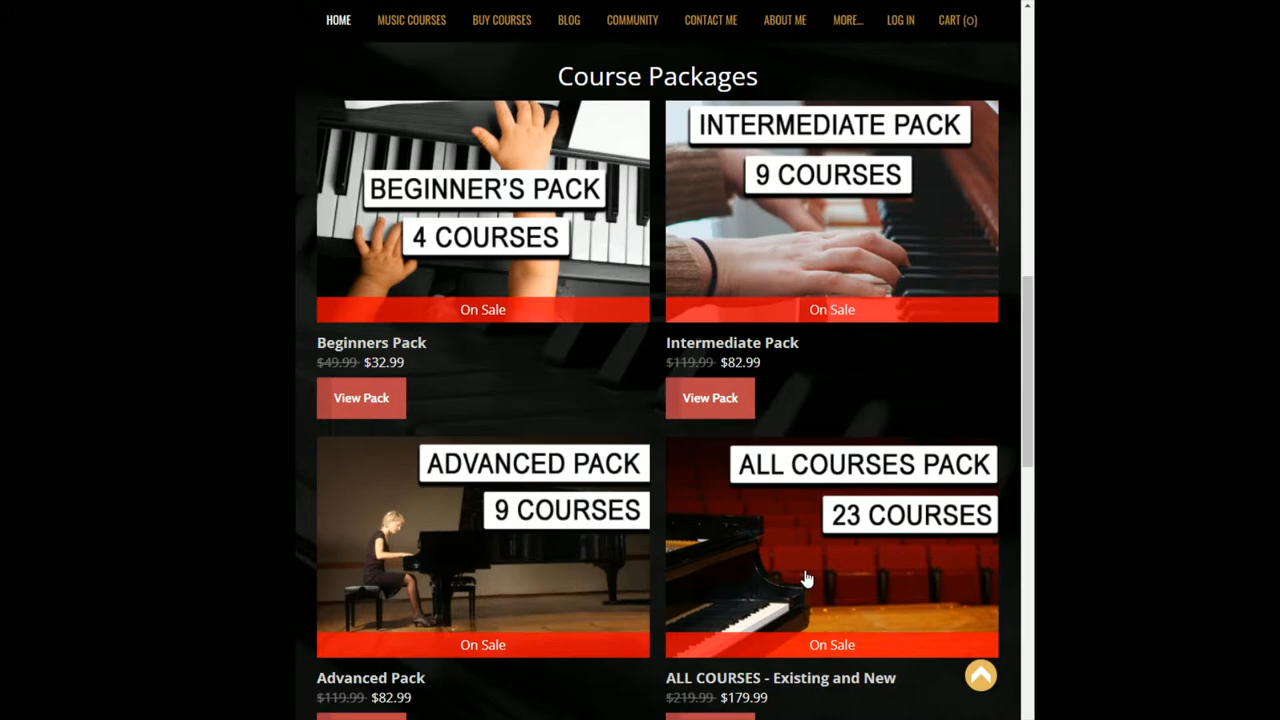 HOME MUSIC COURSES BUY COURSES BLOG COMMUNITY CONTACT ME ABOUT ME MORE... LOG IN CART (0)
Course Packages
BEGINNER'S PACK
4 COURSES
On Sale
Beginners Pack
$49.99 $32.99
View Pack
INTERMEDIATE PACK
9 COURSES
On Sale
Intermediate Pack
$119.99 $82.99
View Pack
ADVANCED PACK
9 COURSES
On Sale
Advanced Pack
$119.99 $82.99
ALL COURSES PACK
23 COURSES
On Sale
ALL COURSES - Existing and New
$219.99 $179.99